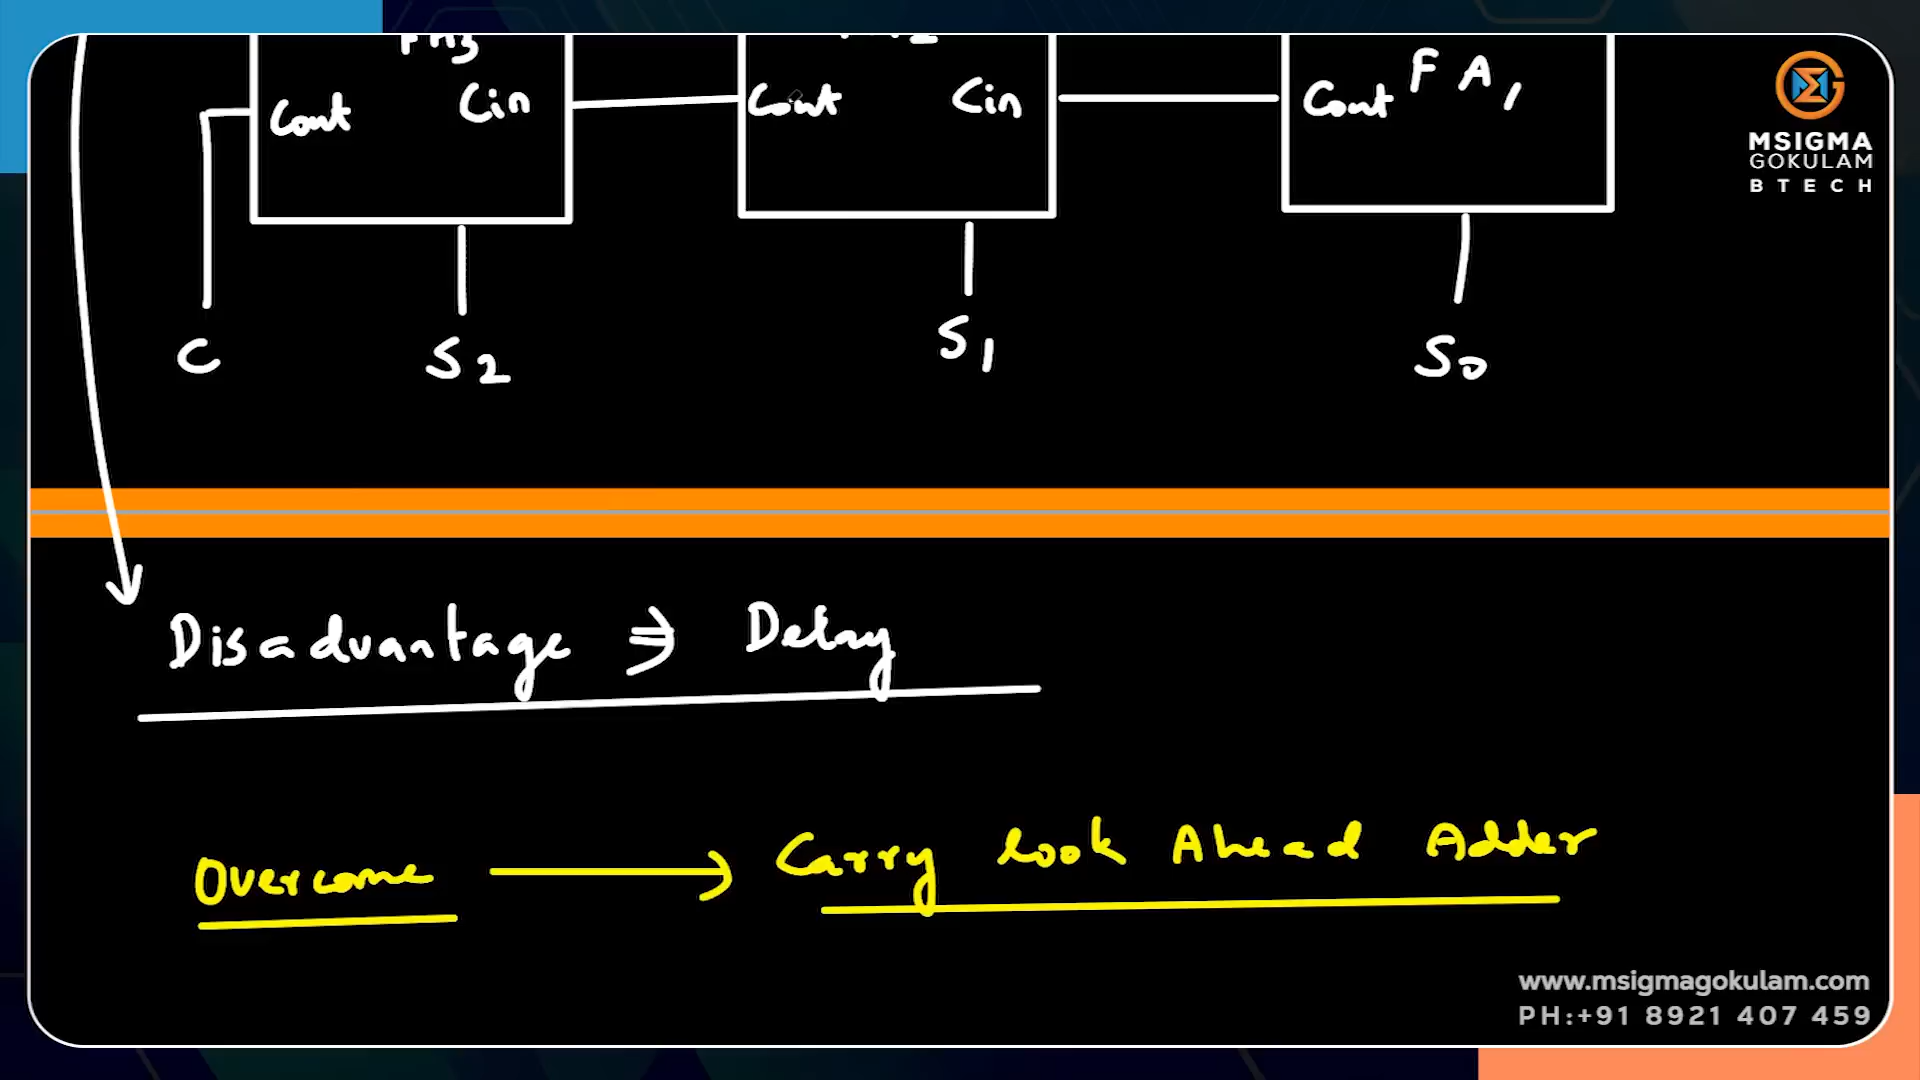 FA3
Cout Cin Cout Cin Cout FA1
MSIGMA
GOKULAM
BTECH
C S2 S1 S0
Disadvantage ⇒ Delay
Overcome → Carry look Ahead Adder
www.msigmagokulam.com
PH:+91 8921 407 459